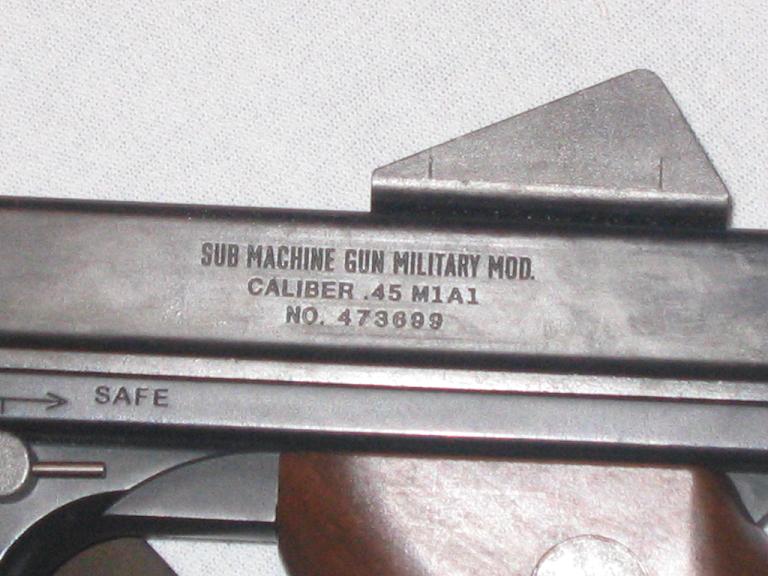 SUB MACHINE GUN MILITARY MOD.
CALIBER .45 M1A1
NO. 473699
SAFE